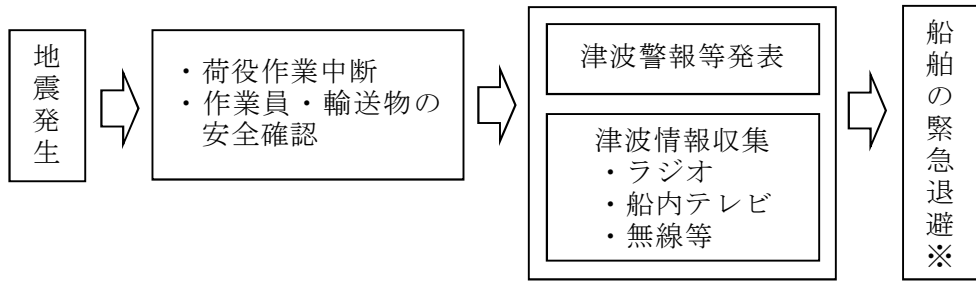 地震発生
・荷役作業中断
・作業員・輸送物の
安全確認
津波警報等発表
津波情報収集
・ラジオ
・船内テレビ
・無線等
船舶の緊急退避※